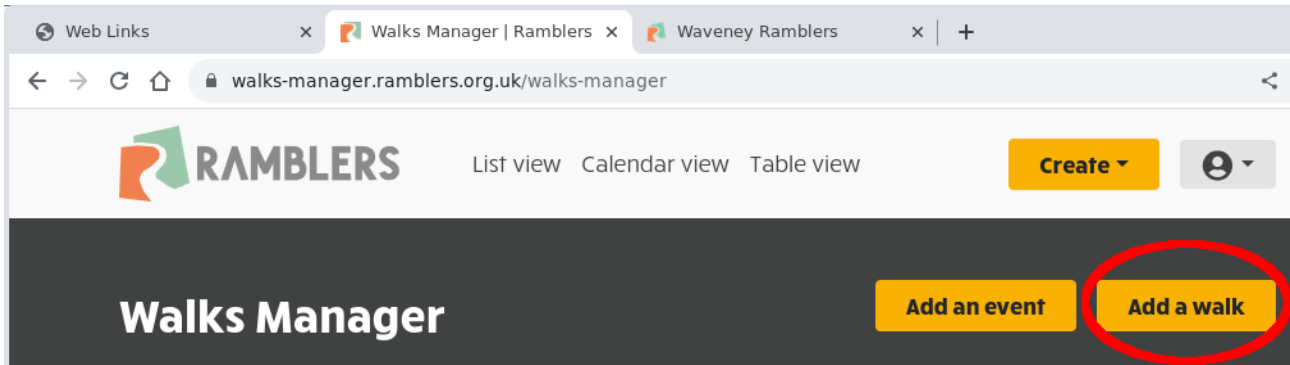 Web Links
Walks Manager | Ramblers
Waveney Ramblers
walks-manager.ramblers.org.uk/walks-manager
RAMBLERS
List view Calendar view Table view
Create
Walks Manager
Add an event
Add a walk